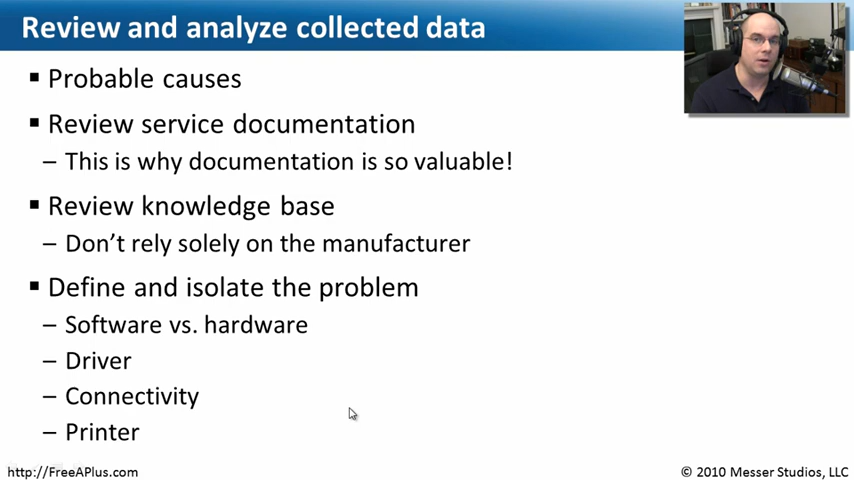 Review and analyze collected data
▪ Probable causes
▪ Review service documentation
– This is why documentation is so valuable!
▪ Review knowledge base
– Don’t rely solely on the manufacturer
▪ Define and isolate the problem
– Software vs. hardware
– Driver
– Connectivity
– Printer
http://FreeAPlus.com
© 2010 Messer Studios, LLC